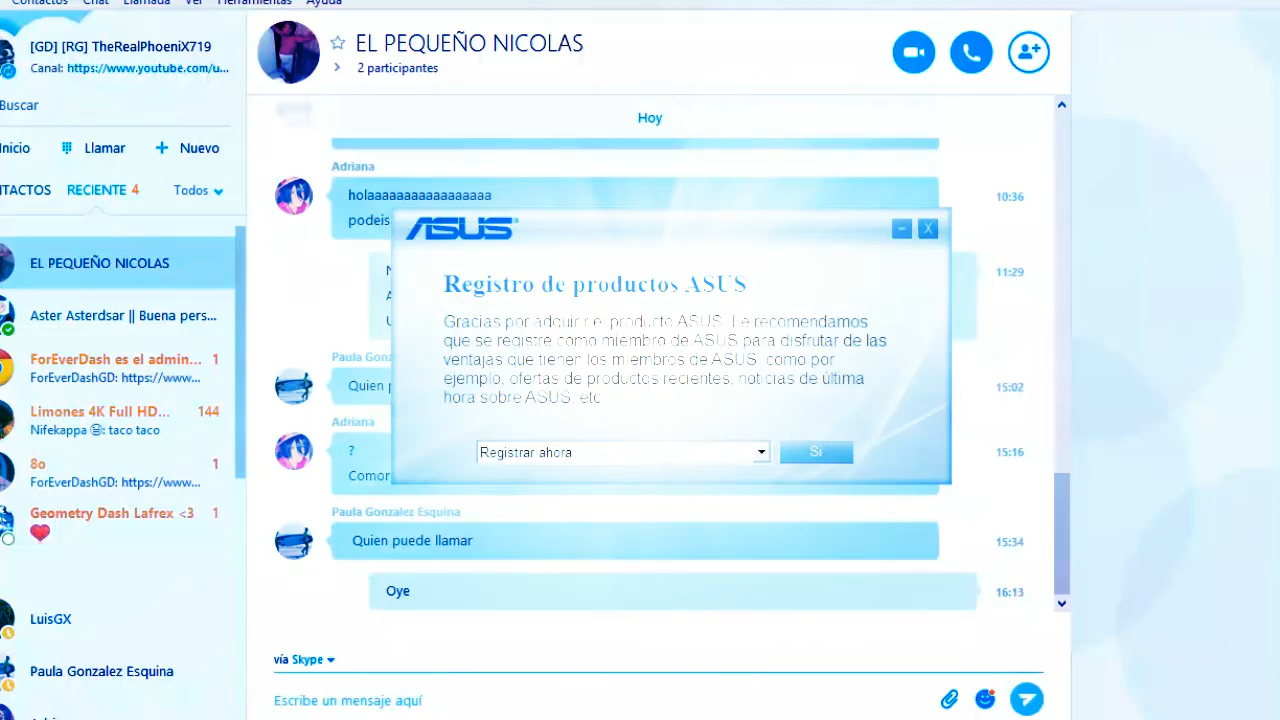 Contactos Chat Llamada Ver Herramientas Ayuda
[GD] [RG] TheRealPhoeniX719
Canal: https://www.youtube.com/u...
Buscar
Inicio
Llamar
Nuevo
NTACTOS
RECIENTE 4
Todos
EL PEQUEÑO NICOLAS
Aster Asterdsar || Buena pers...
ForEverDash es el admin... 1
ForEverDashGD: https://www...
Limones 4K Full HD... 144
Nifekappa taco taco
8o 1
ForEverDashGD: https://www...
Geometry Dash Lafrex <3 1
LuisGX
Paula Gonzalez Esquina
EL PEQUEÑO NICOLAS
2 participantes
Hoy
Adriana
holaaaaaaaaaaaaaaaaa 10:36
podeis
11:29
Paula Gonz
Quien p 15:02
Adriana
? 15:16
Comor
Paula Gonzalez Esquina
Quien puede llamar 15:34
Oye 16:13
vía Skype
Escribe un mensaje aquí
ASUS
- X
Registro de productos ASUS
Gracias por adquirir el producto ASUS. Le recomendamos
que se registre como miembro de ASUS para disfrutar de las
ventajas que tienen los miembros de ASUS, como por
ejemplo, ofertas de productos recientes, noticias de última
hora sobre ASUS, etc.
Registrar ahora
Si